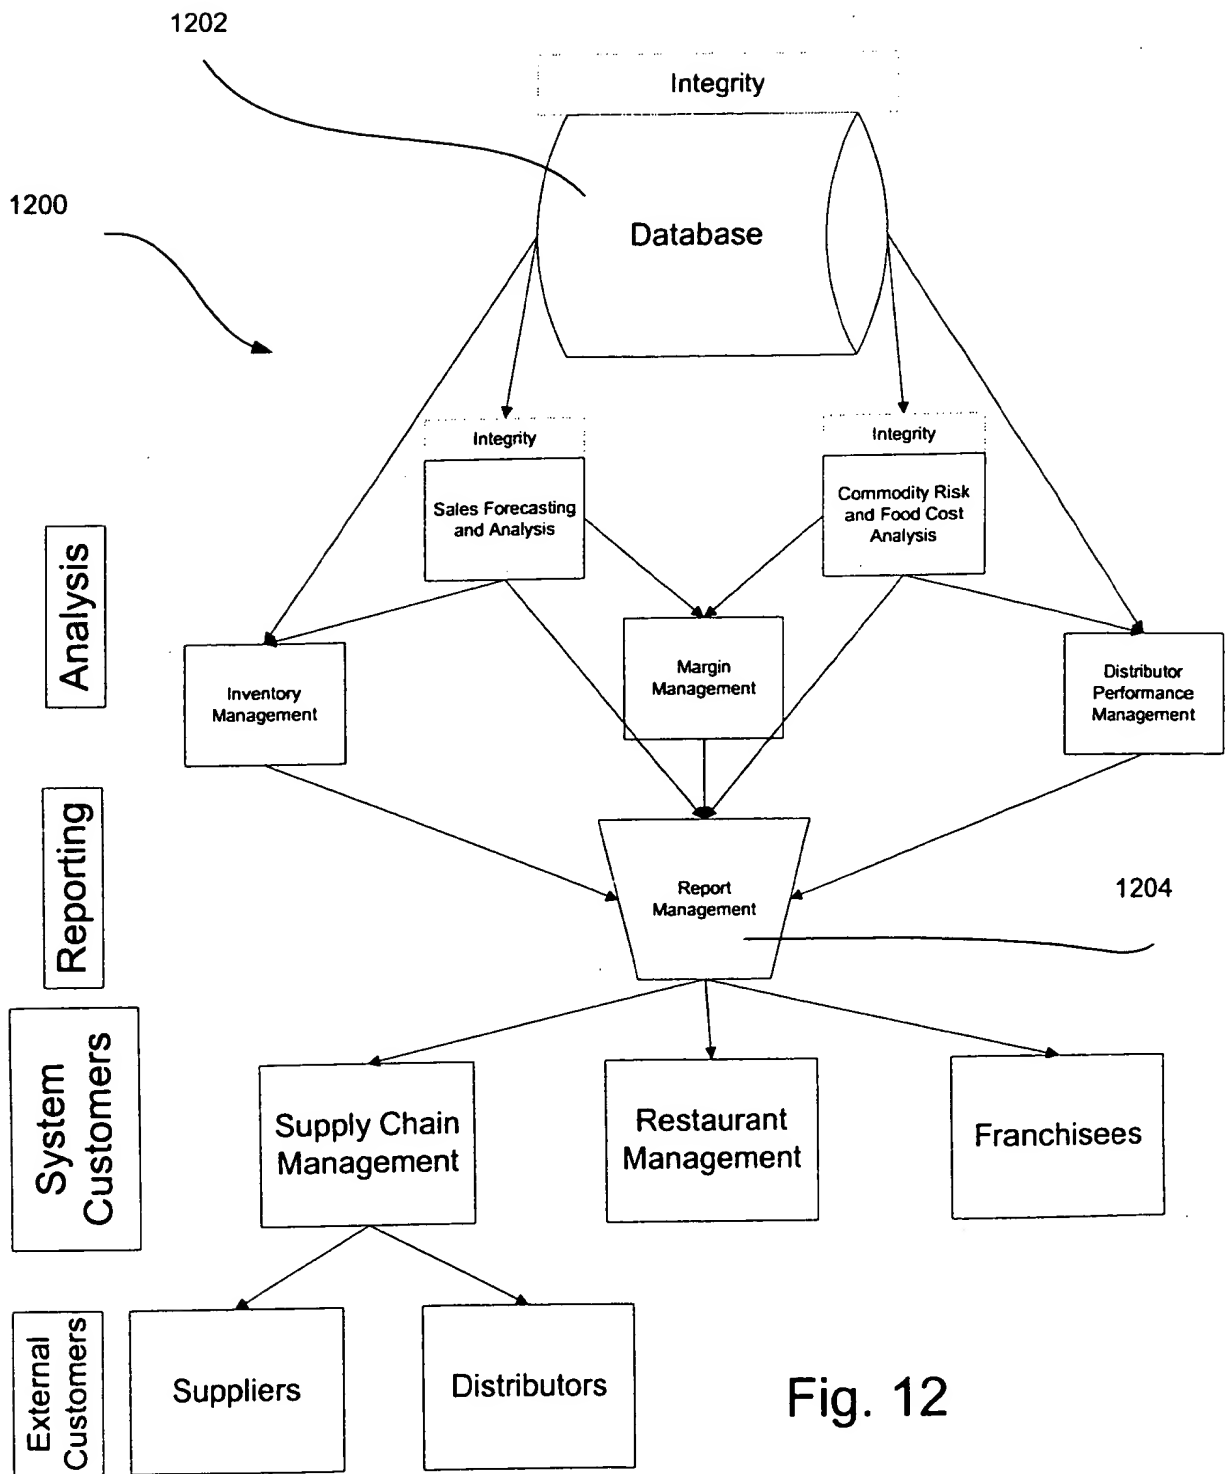 1202
Integrity
1200
Database
Integrity
Integrity
Sales Forecasting
and Analysis
Commodity Risk
and Food Cost
Analysis
Analysis
Inventory
Management
Margin
Management
Distributor
Performance
Management
Reporting
Report
Management
1204
System
Customers
Supply Chain
Management
Restaurant
Management
Franchisees
External
Customers
Suppliers
Distributors
Fig. 12